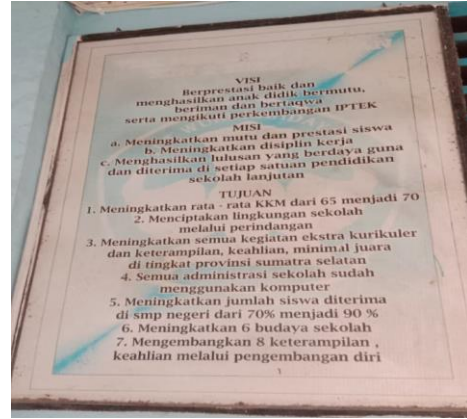 VISI
Berprestasi baik dan
menghasilkan anak didik bermutu,
beriman dan bertaqwa
serta mengikuti perkembangan IPTEK
MISI
a. Meningkatkan mutu dan prestasi siswa
b. Meningkatkan disiplin kerja
c. Menghasilkan lulusan yang berdaya guna
dan diterima di setiap satuan pendidikan
sekolah lanjutan
TUJUAN
1. Meningkatkan rata - rata KKM dari 65 menjadi 70
2. Menciptakan lingkungan sekolah
melalui perindangan
3. Meningkatkan semua kegiatan ekstra kurikuler
dan keterampilan, keahlian, minimal juara
di tingkat provinsi sumatra selatan
4. Semua administrasi sekolah sudah
menggunakan komputer
5. Meningkatkan jumlah siswa diterima
di smp negeri dari 70% menjadi 90 %
6. Meningkatkan 6 budaya sekolah
7. Mengembangkan 8 keterampilan ,
keahlian melalui pengembangan diri